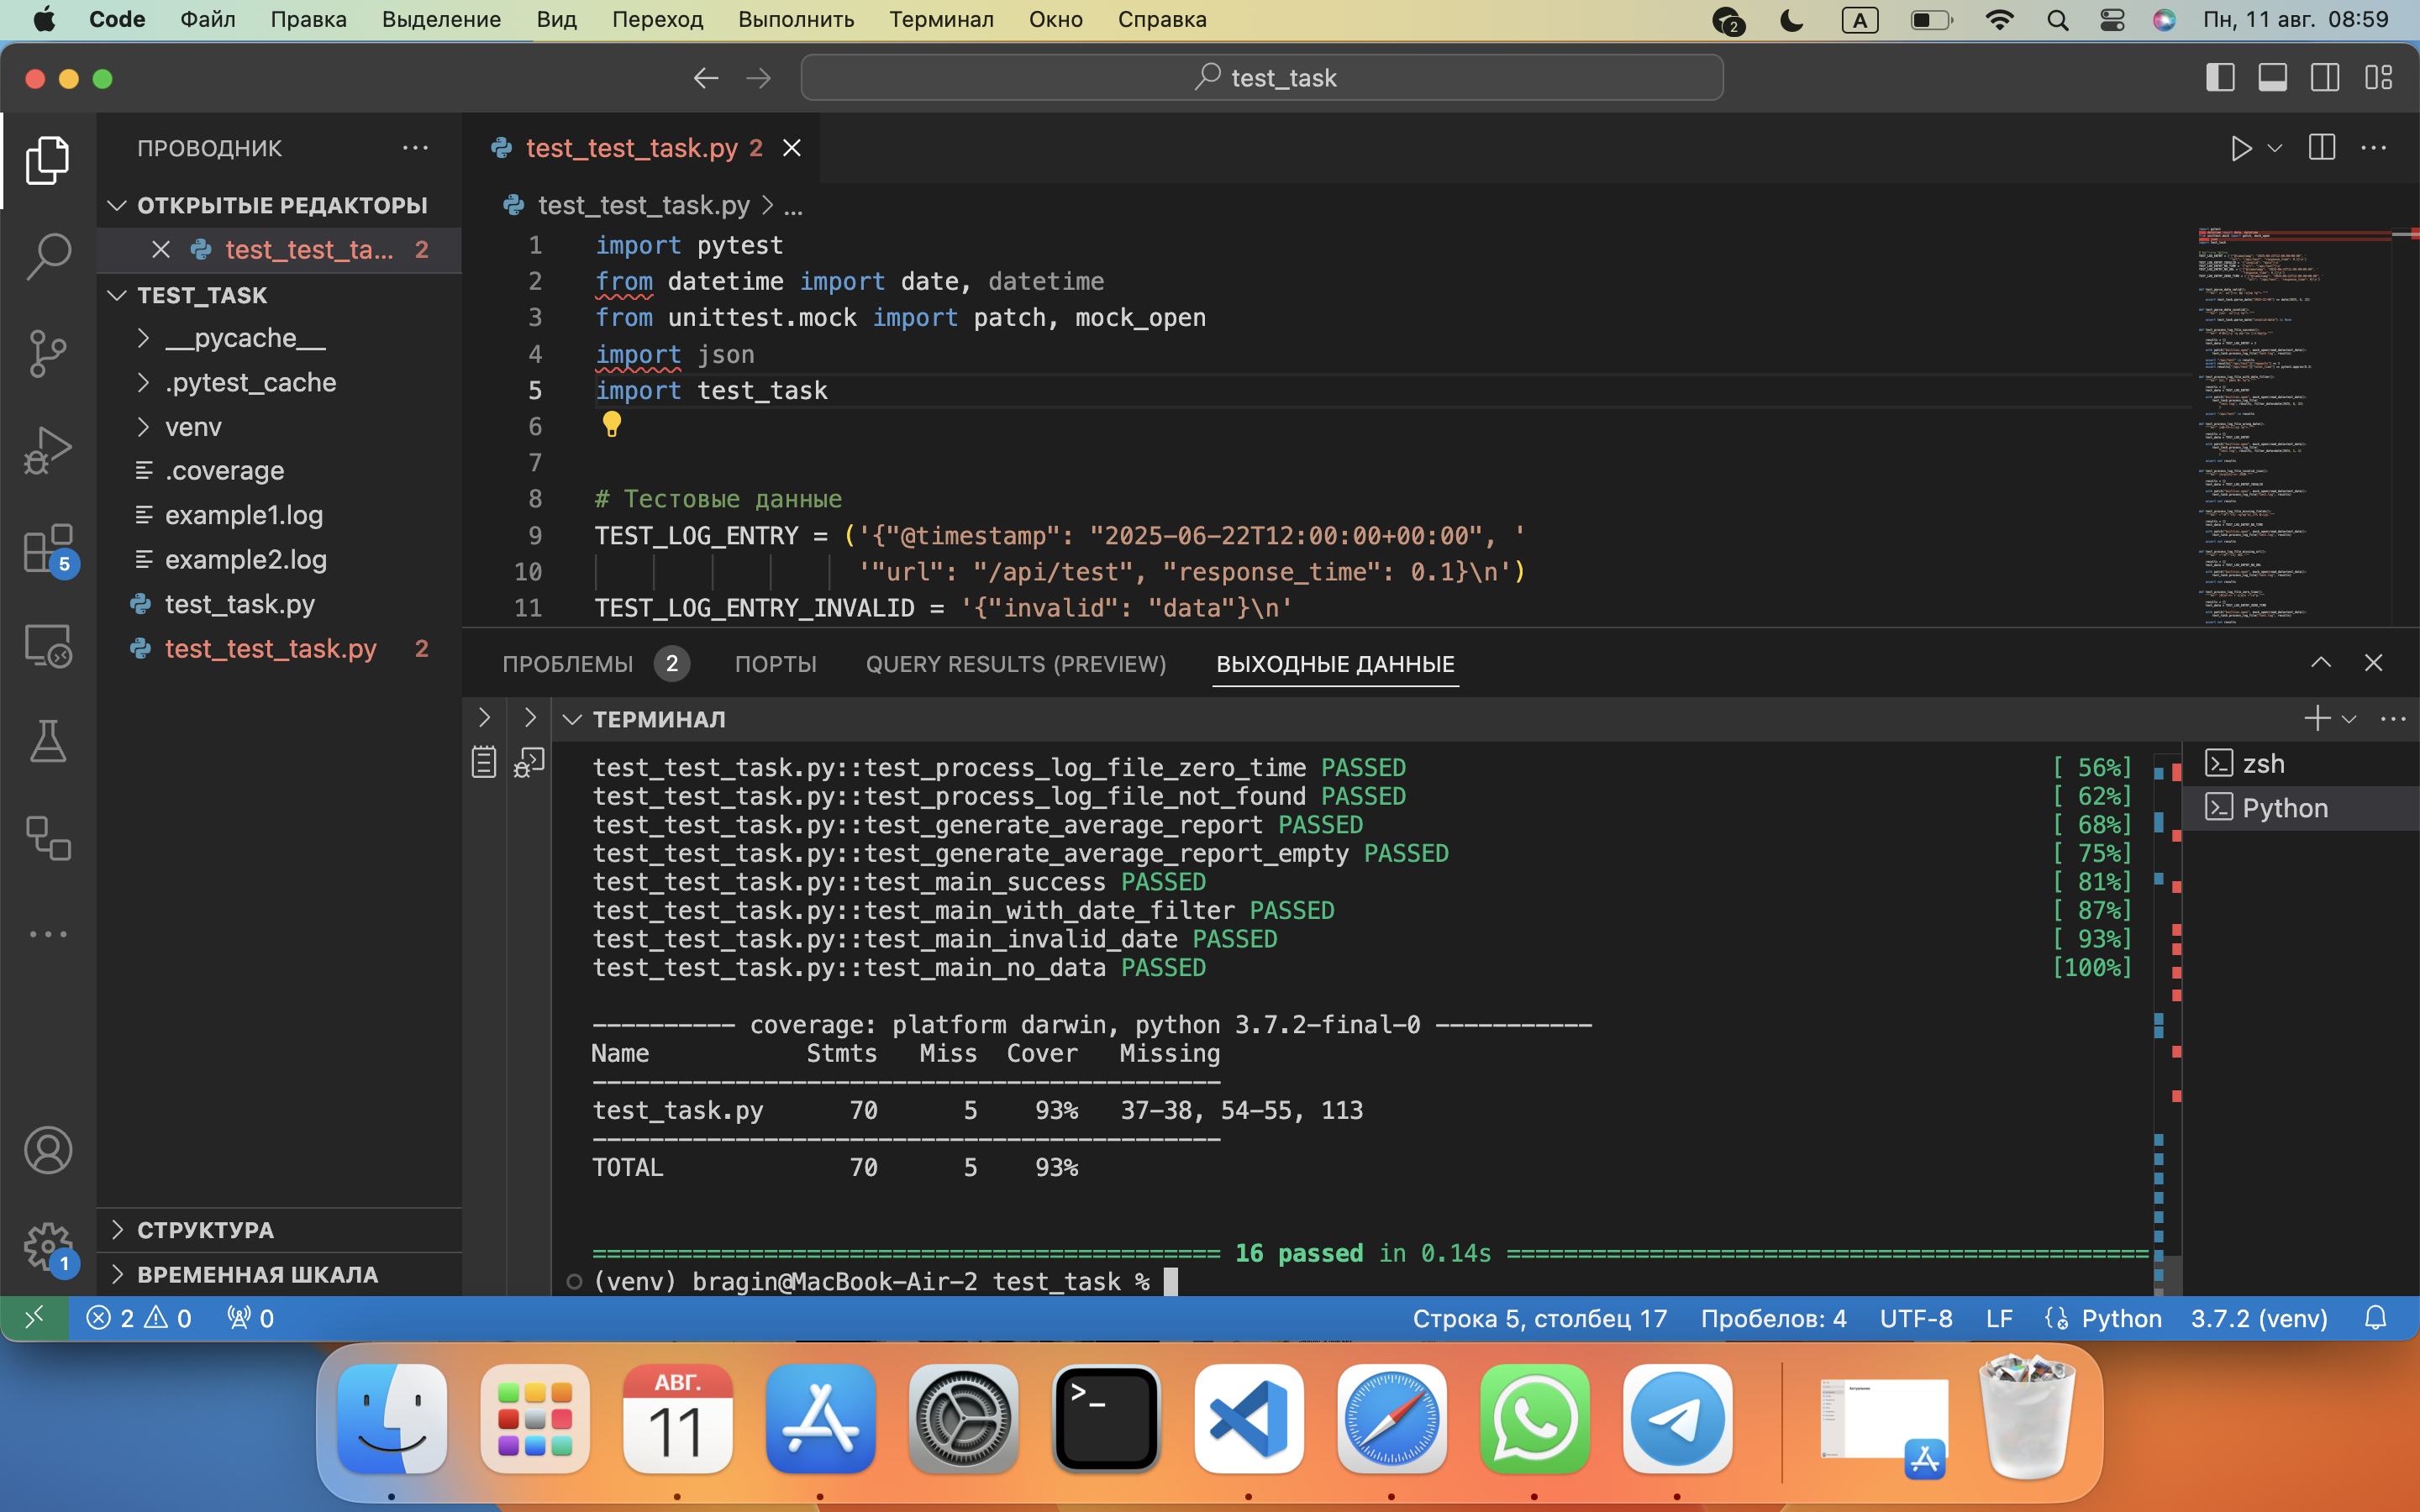 Code Файл Правка Выделение Вид Переход Выполнить Терминал Окно Справка 2 A Пн, 11 авг. 08:59
test_task
ПРОВОДНИК
ОТКРЫТЫЕ РЕДАКТОРЫ
test_test_ta... 2
TEST_TASK
__pycache__
.pytest_cache
venv
.coverage
example1.log
example2.log
test_task.py
test_test_task.py 2
СТРУКТУРА
ВРЕМЕННАЯ ШКАЛА
5
1
test_test_task.py 2
test_test_task.py > ...
1 import pytest
2 from datetime import date, datetime
3 from unittest.mock import patch, mock_open
4 import json
5 import test_task
6
7
8 # Тестовые данные
9 TEST_LOG_ENTRY = ('{"@timestamp": "2025-06-22T12:00:00+00:00", '
10 '"url": "/api/test", "response_time": 0.1}\n')
11 TEST_LOG_ENTRY_INVALID = '{"invalid": "data"}\n'
ПРОБЛЕМЫ 2 ПОРТЫ QUERY RESULTS (PREVIEW) ВЫХОДНЫЕ ДАННЫЕ
ТЕРМИНАЛ
test_test_task.py::test_process_log_file_zero_time PASSED [ 56%]
test_test_task.py::test_process_log_file_not_found PASSED [ 62%]
test_test_task.py::test_generate_average_report PASSED [ 68%]
test_test_task.py::test_generate_average_report_empty PASSED [ 75%]
test_test_task.py::test_main_success PASSED [ 81%]
test_test_task.py::test_main_with_date_filter PASSED [ 87%]
test_test_task.py::test_main_invalid_date PASSED [ 93%]
test_test_task.py::test_main_no_data PASSED [100%]
---------- coverage: platform darwin, python 3.7.2-final-0 -----------
Name Stmts Miss Cover Missing
--------------------------------------------
test_task.py 70 5 93% 37-38, 54-55, 113
--------------------------------------------
TOTAL 70 5 93%
============================================ 16 passed in 0.14s =============================================
(venv) bragin@MacBook-Air-2 test_task %
zsh
Python
2 0 0 Строка 5, столбец 17 Пробелов: 4 UTF-8 LF Python 3.7.2 (venv)
АВГ.
11
>_